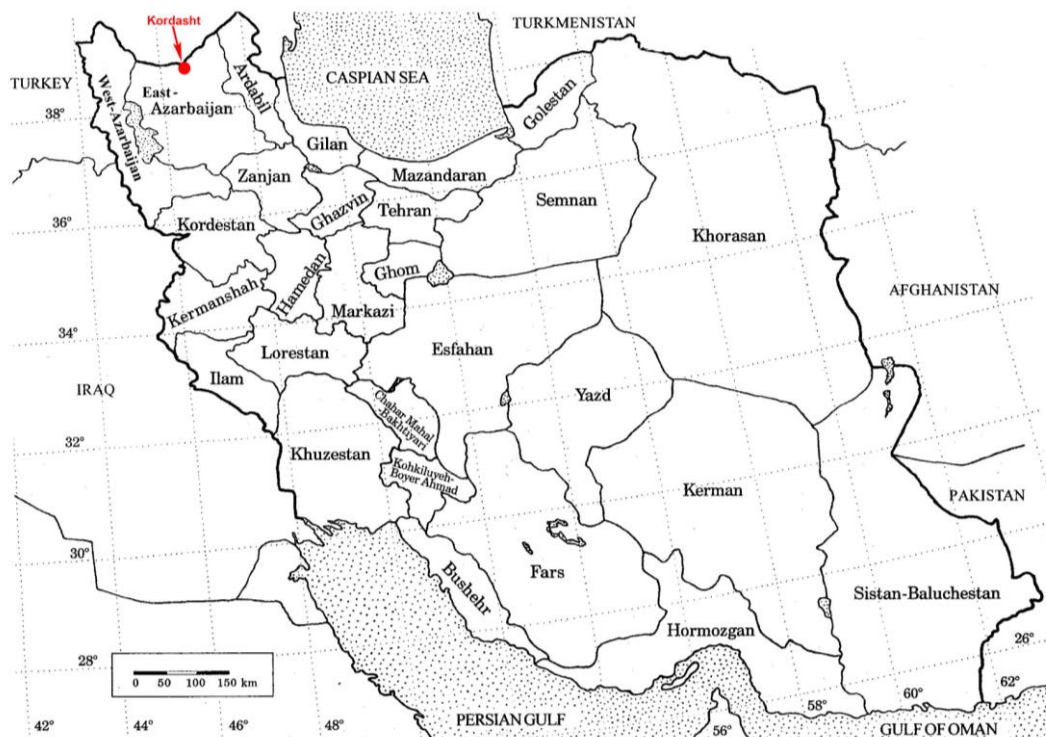 Kordasht
TURKMENISTAN
CASPIAN SEA
TURKEY
West-Azarbaijan
East-
Azarbaijan
Ardabil
38°
Golestan
Gilan
Zanjan
Mazandaran
Ghazvin
Tehran
Semnan
36°
Kordestan
Khorasan
Hamedan
Ghom
Kermanshah
Markazi
AFGHANISTAN
34°
Lorestan
Esfahan
Ilam
IRAQ
Yazd
Chahar Mahal
-Bakhtiyari
32°
Khuzestan
Kohkiluyeh-
Boyer Ahmad
Kerman
PAKISTAN
30°
Bushehr
Fars
Sistan-Baluchestan
Hormozgan
28°
26°
0 50 100 150 km
62°
60°
58°
42°
44°
46°
48°
PERSIAN GULF
56°
GULF OF OMAN